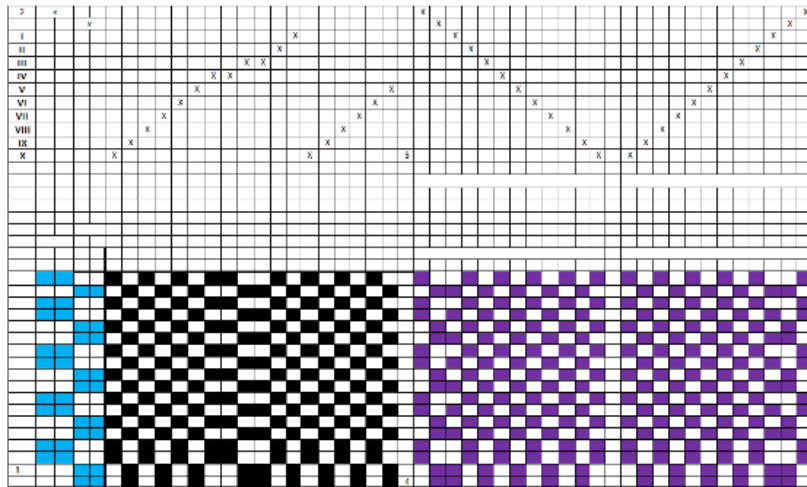 2 x X X
x X X
I X X X
II X X X
III X X X X
IV X X X X
V X X X X
VI X X X X
VII X X X X
VIII X X X X
IX X X X X
X X X 3 X X
1
4